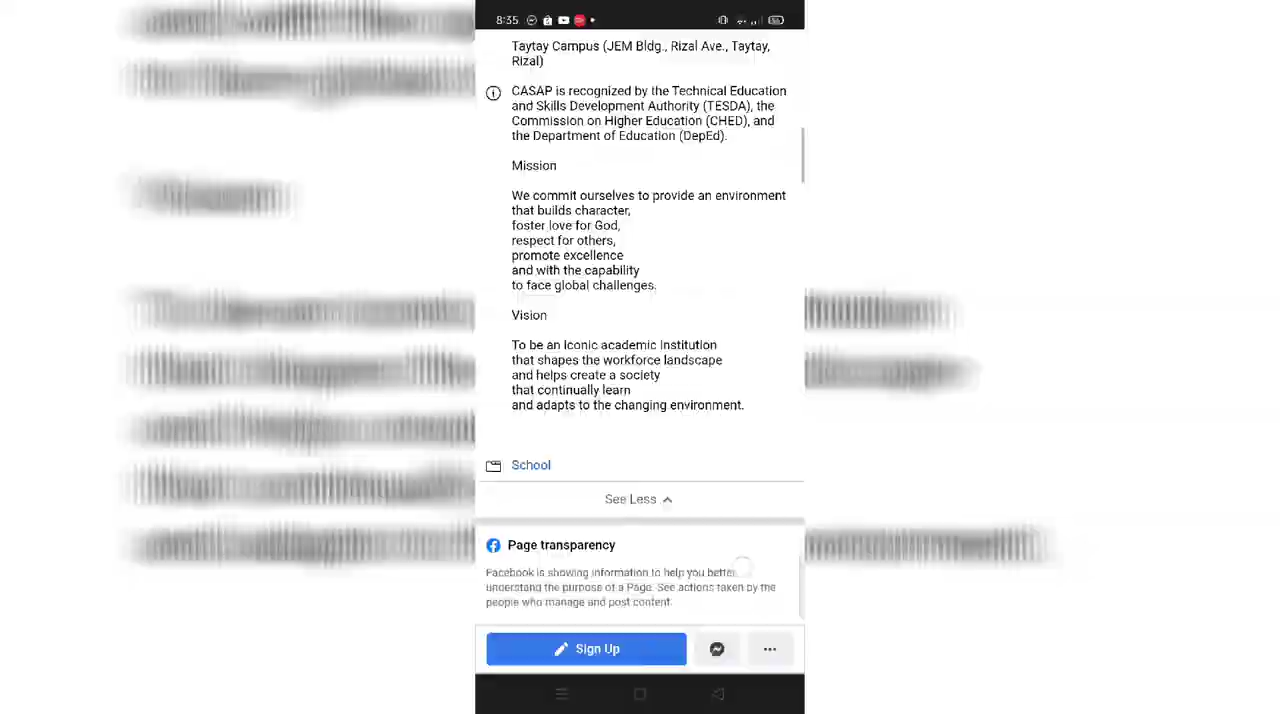 8:35
Taytay Campus (JEM Bldg., Rizal Ave., Taytay,
Rizal)
CASAP is recognized by the Technical Education
and Skills Development Authority (TESDA), the
Commission on Higher Education (CHED), and
the Department of Education (DepEd).
Mission
We commit ourselves to provide an environment
that builds character,
foster love for God,
respect for others,
promote excellence
and with the capability
to face global challenges.
Vision
To be an iconic academic institution
that shapes the workforce landscape
and helps create a society
that continually learn
and adapts to the changing environment.
School
See Less
Page transparency
Facebook is showing information to help you better
understand the purpose of a Page. See actions taken by the
people who manage and post content.
Sign Up